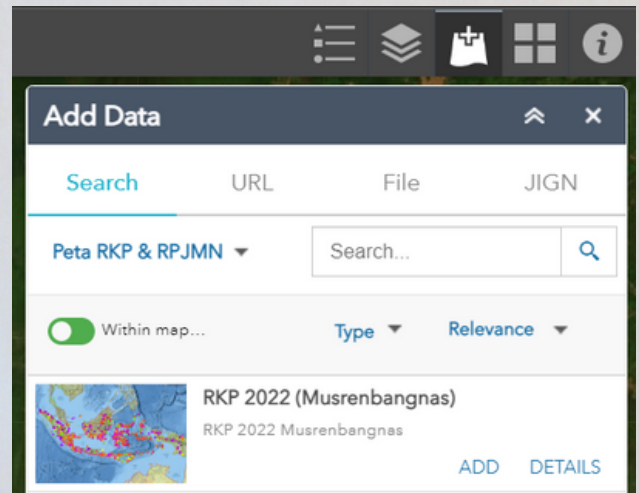 Add Data
Search URL File JIGN
Peta RKP & RPJMN Search...
Within map... Type Relevance
RKP 2022 (Musrenbangnas)
RKP 2022 Musrenbangnas
ADD DETAILS